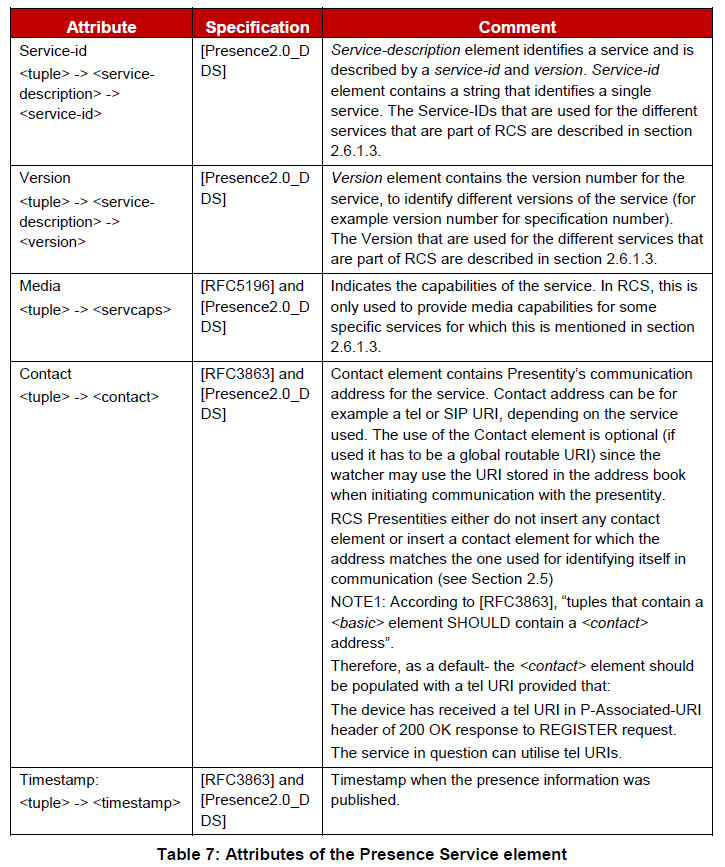 Attribute Specification Comment
Service-id
<tuple> -> <service-
description> ->
<service-id>
[Presence2.0_D
DS]
Service-description element identifies a service and is
described by a service-id and version. Service-id
element contains a string that identifies a single
service. The Service-IDs that are used for the different
services that are part of RCS are described in section
2.6.1.3.
Version
<tuple> -> <service-
description> ->
<version>
[Presence2.0_D
DS]
Version element contains the version number for the
service, to identify different versions of the service (for
example version number for specification number).
The Version that are used for the different services that
are part of RCS are described in section 2.6.1.3.
Media
<tuple> -> <servcaps>
[RFC5196] and
[Presence2.0_D
DS]
Indicates the capabilities of the service. In RCS, this is
only used to provide media capabilities for some
specific services for which this is mentioned in section
2.6.1.3.
Contact
<tuple> -> <contact>
[RFC3863] and
[Presence2.0_D
DS]
Contact element contains Presentity's communication
address for the service. Contact address can be for
example a tel or SIP URI, depending on the service
used. The use of the Contact element is optional (if
used it has to be a global routable URI) since the
watcher may use the URI stored in the address book
when initiating communication with the presentity.
RCS Presentities either do not insert any contact
element or insert a contact element for which the
address matches the one used for identifying itself in
communication (see Section 2.5)
NOTE1: According to [RFC3863], “tuples that contain a
<basic> element SHOULD contain a <contact>
address”.
Therefore, as a default- the <contact> element should
be populated with a tel URI provided that:
The device has received a tel URI in P-Associated-URI
header of 200 OK response to REGISTER request.
The service in question can utilise tel URIs.
Timestamp:
<tuple> -> <timestamp>
[RFC3863] and
[Presence2.0_D
DS]
Timestamp when the presence information was
published.
Table 7: Attributes of the Presence Service element